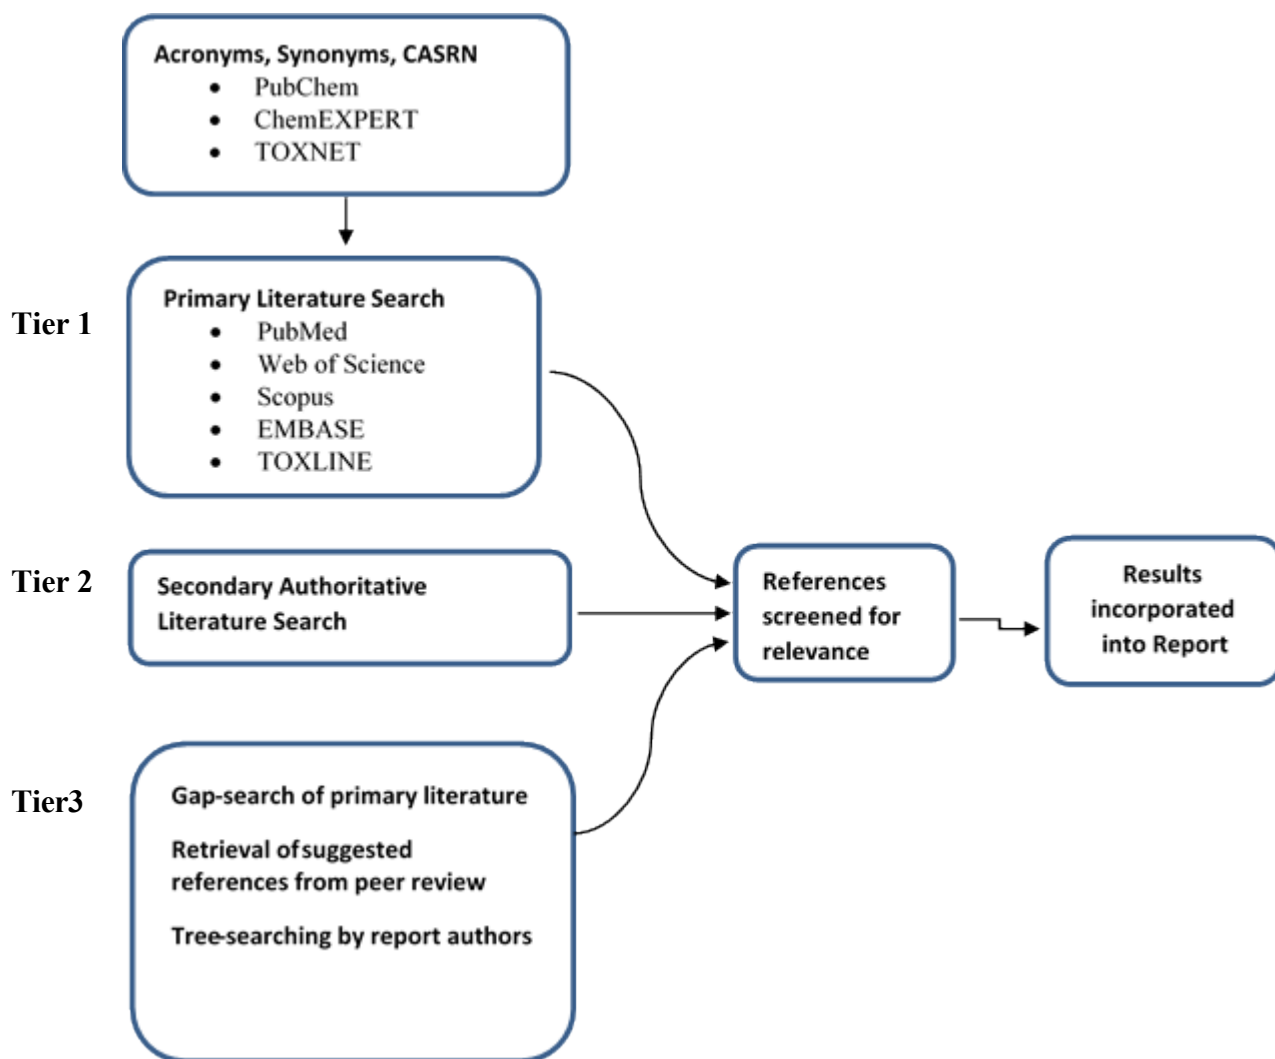 Acronyms, Synonyms, CASRN
• PubChem
• ChemEXPERT
• TOXNET
Tier 1
Primary Literature Search
• PubMed
• Web of Science
• Scopus
• EMBASE
• TOXLINE
Tier 2
Secondary Authoritative
Literature Search
References
screened for
relevance
Results
incorporated
into Report
Tier3
Gap-search of primary literature
Retrieval of suggested
references from peer review
Tree-searching by report authors